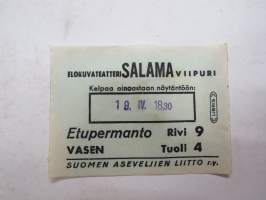 ELOKUVATEATTERI SALAMA VIIPURI
Kelpaa ainoastaan näytäntöön:
18. IV. 18.30
Etupermanto Rivi 9
VASEN Tuoli 4
SUOMEN ASEVELJIEN LIITTO r.y.